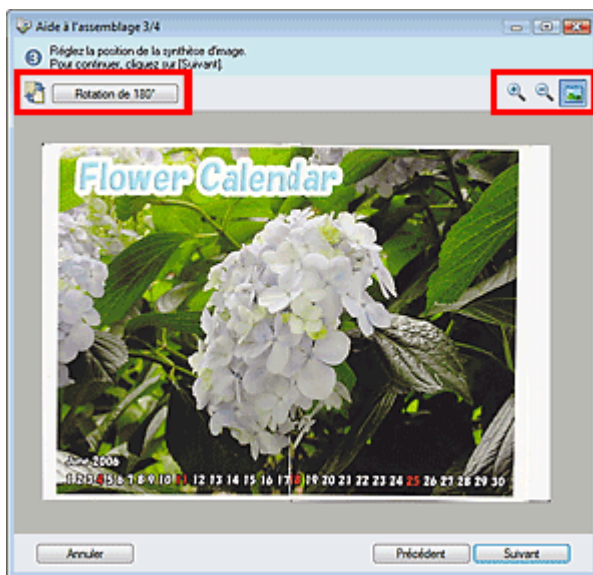 Aide à l'assemblage 3/4
3 Réglez la position de la synthèse d'image.
Pour continuer, cliquez sur [Suivant].
Rotation de 180°
Flower Calendar
June 2006
1 2 3 4 5 6 7 8 9 10 11 12 13 14 15 16 17 18 19 20 21 22 23 24 25 26 27 28 29 30
Annuler Précédent Suivant